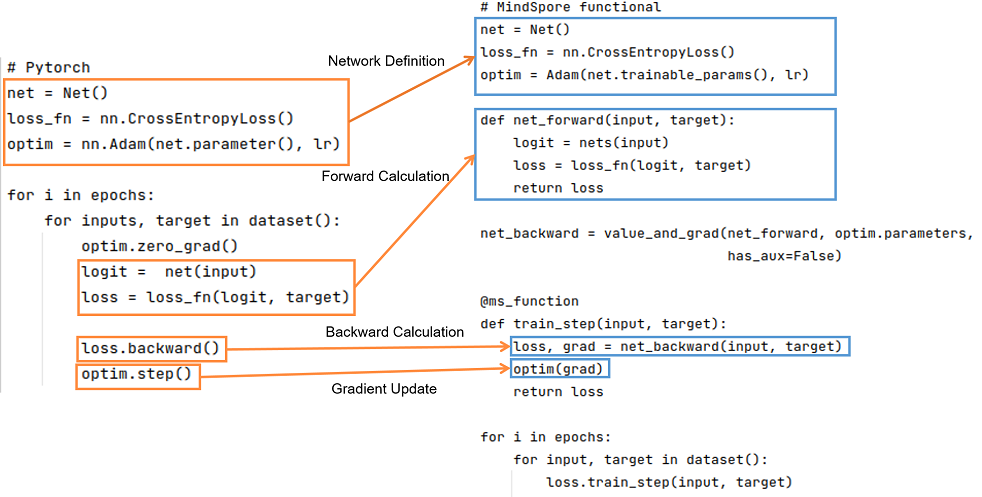 # Pytorch
net = Net()
loss_fn = nn.CrossEntropyLoss()
optim = nn.Adam(net.parameter(), lr)
for i in epochs:
for inputs, target in dataset():
optim.zero_grad()
logit =  net(input)
loss = loss_fn(logit, target)
loss.backward()
optim.step()
Network Definition
Forward Calculation
Backward Calculation
Gradient Update
# MindSpore functional
net = Net()
loss_fn = nn.CrossEntropyLoss()
optim = Adam(net.trainable_params(), lr)
def net_forward(input, target):
logit = nets(input)
loss = loss_fn(logit, target)
return loss
net_backward = value_and_grad(net_forward, optim.parameters,
has_aux=False)
@ms_function
def train_step(input, target):
loss, grad = net_backward(input, target)
optim(grad)
return loss
for i in epochs:
for input, target in dataset():
loss.train_step(input, target)